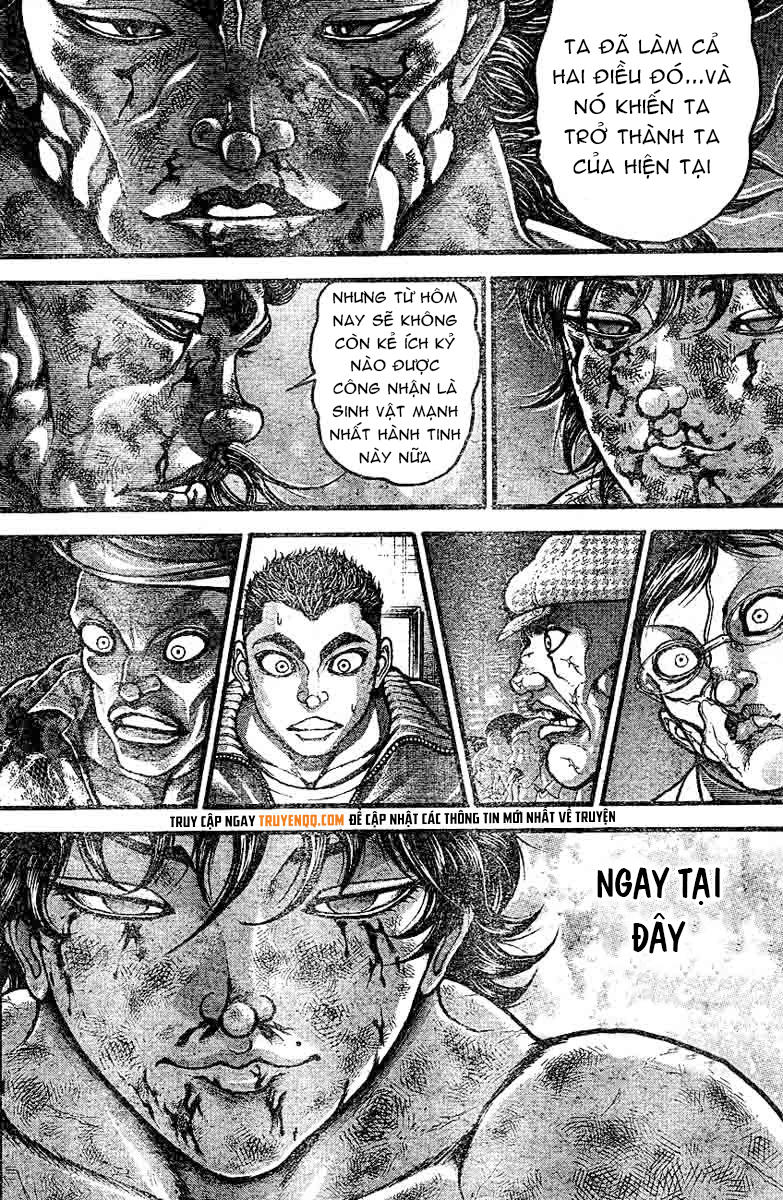 TA ĐÃ LÀM CẢ
HAI ĐIỀU ĐÓ...VÀ
NÓ KHIẾN TA
TRỞ THÀNH TA
CỦA HIỆN TẠI
NHƯNG TỪ HÔM
NAY SẼ KHÔNG
CÒN KẺ ÍCH KỶ
NÀO ĐƯỢC
CÔNG NHẬN LÀ
SINH VẬT MẠNH
NHẤT HÀNH TINH
NÀY NỮA
TRUY CẬP NGAY TRUYENQQ.COM ĐỂ CẬP NHẬT CÁC THÔNG TIN MỚI NHẤT VỀ TRUYỆN
NGAY TẠI
ĐÂY